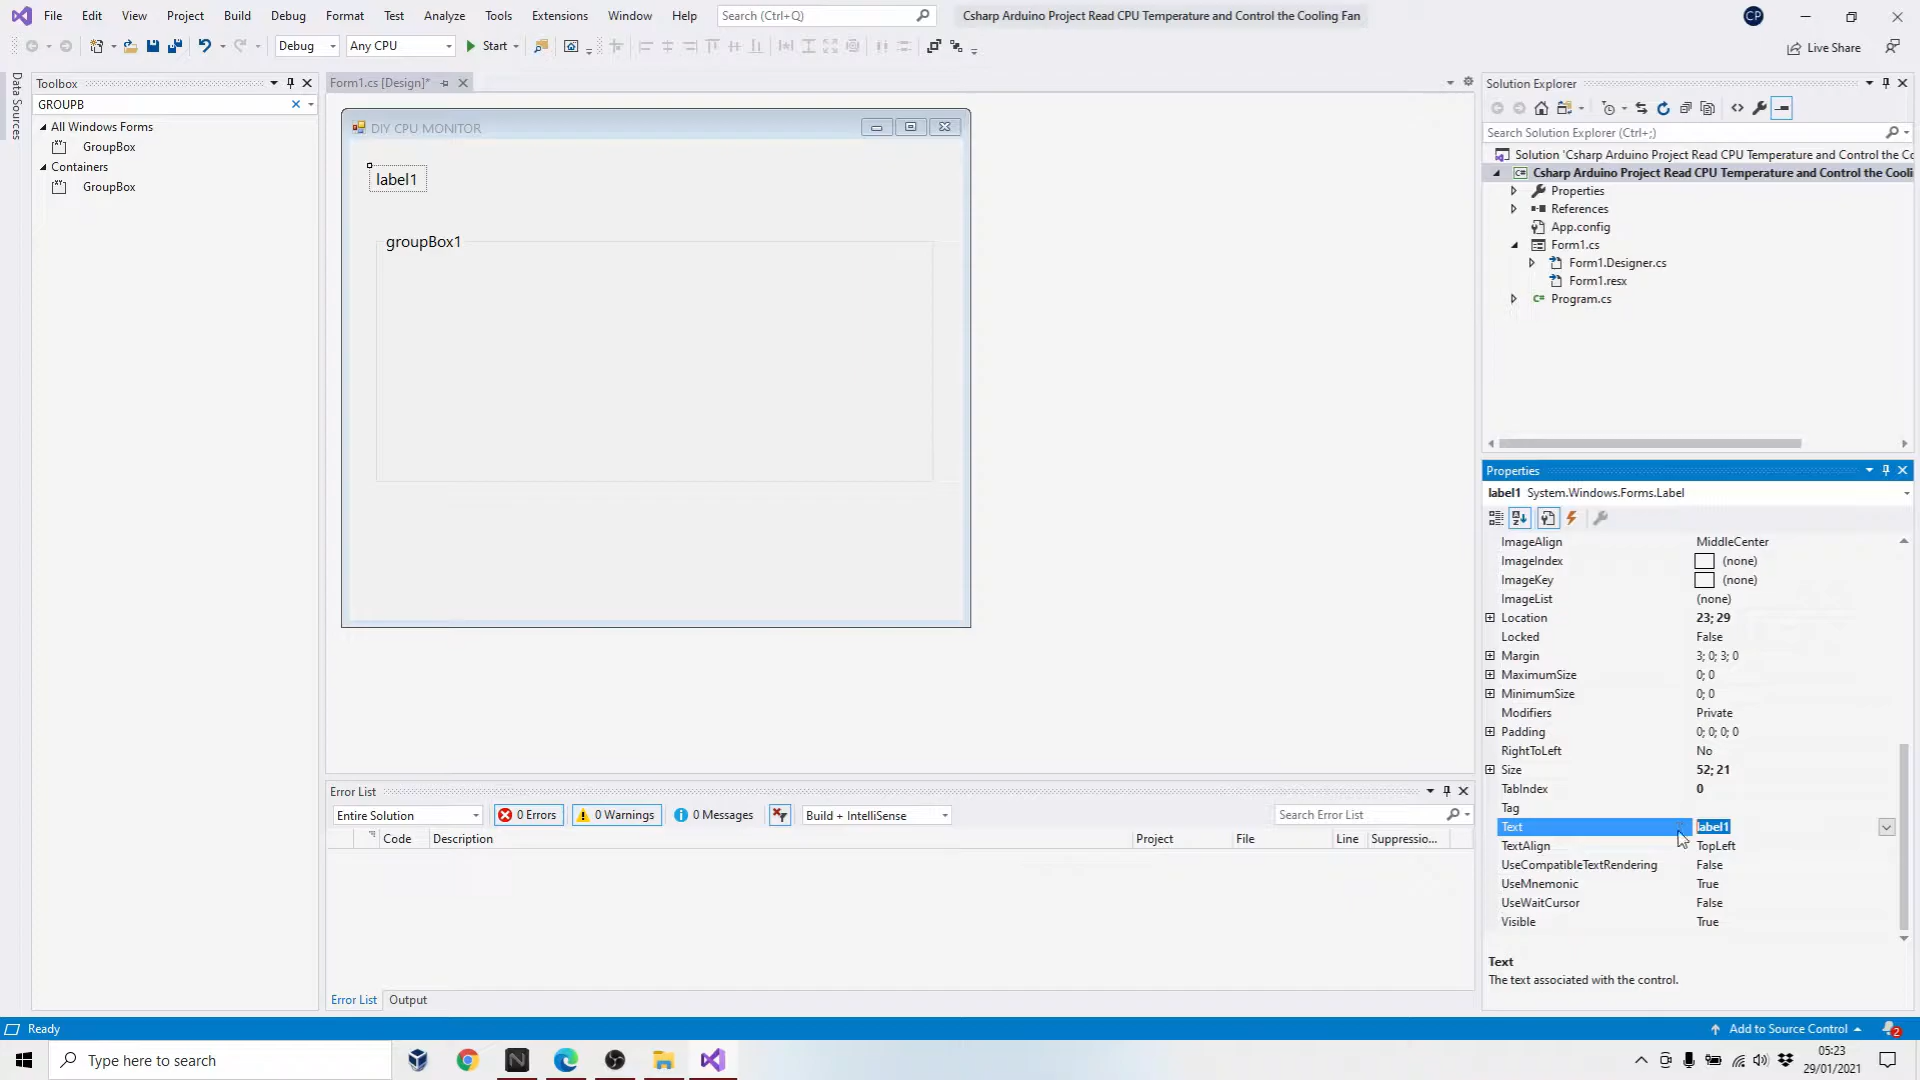 File Edit View Project Build Debug Format Test Analyze Tools Extensions Window Help Search (Ctrl+Q) Csharp Arduino Project Read CPU Temperature and Control the Cooling Fan CP
Debug Any CPU Start Live Share
Data Sources
Toolbox
GROUPB
All Windows Forms
GroupBox
Containers
GroupBox
Form1.cs [Design]*
DIY CPU MONITOR
label1
groupBox1
Error List
Entire Solution 0 Errors 0 Warnings 0 Messages Build + IntelliSense Search Error List
Code Description Project File Line Suppressio...
Error List Output
Solution Explorer
Search Solution Explorer (Ctrl+;)
Solution 'Csharp Arduino Project Read CPU Temperature and Control the Co
Csharp Arduino Project Read CPU Temperature and Control the Cooli
Properties
References
App.config
Form1.cs
Form1.Designer.cs
Form1.resx
C# Program.cs
Properties
label1 System.Windows.Forms.Label
ImageAlign MiddleCenter
ImageIndex (none)
ImageKey (none)
ImageList (none)
Location 23; 29
Locked False
Margin 3; 0; 3; 0
MaximumSize 0; 0
MinimumSize 0; 0
Modifiers Private
Padding 0; 0; 0; 0
RightToLeft No
Size 52; 21
TabIndex 0
Tag
Text label1
TextAlign TopLeft
UseCompatibleTextRendering False
UseMnemonic True
UseWaitCursor False
Visible True
Text
The text associated with the control.
Ready Add to Source Control 2
Type here to search
05:23
29/01/2021